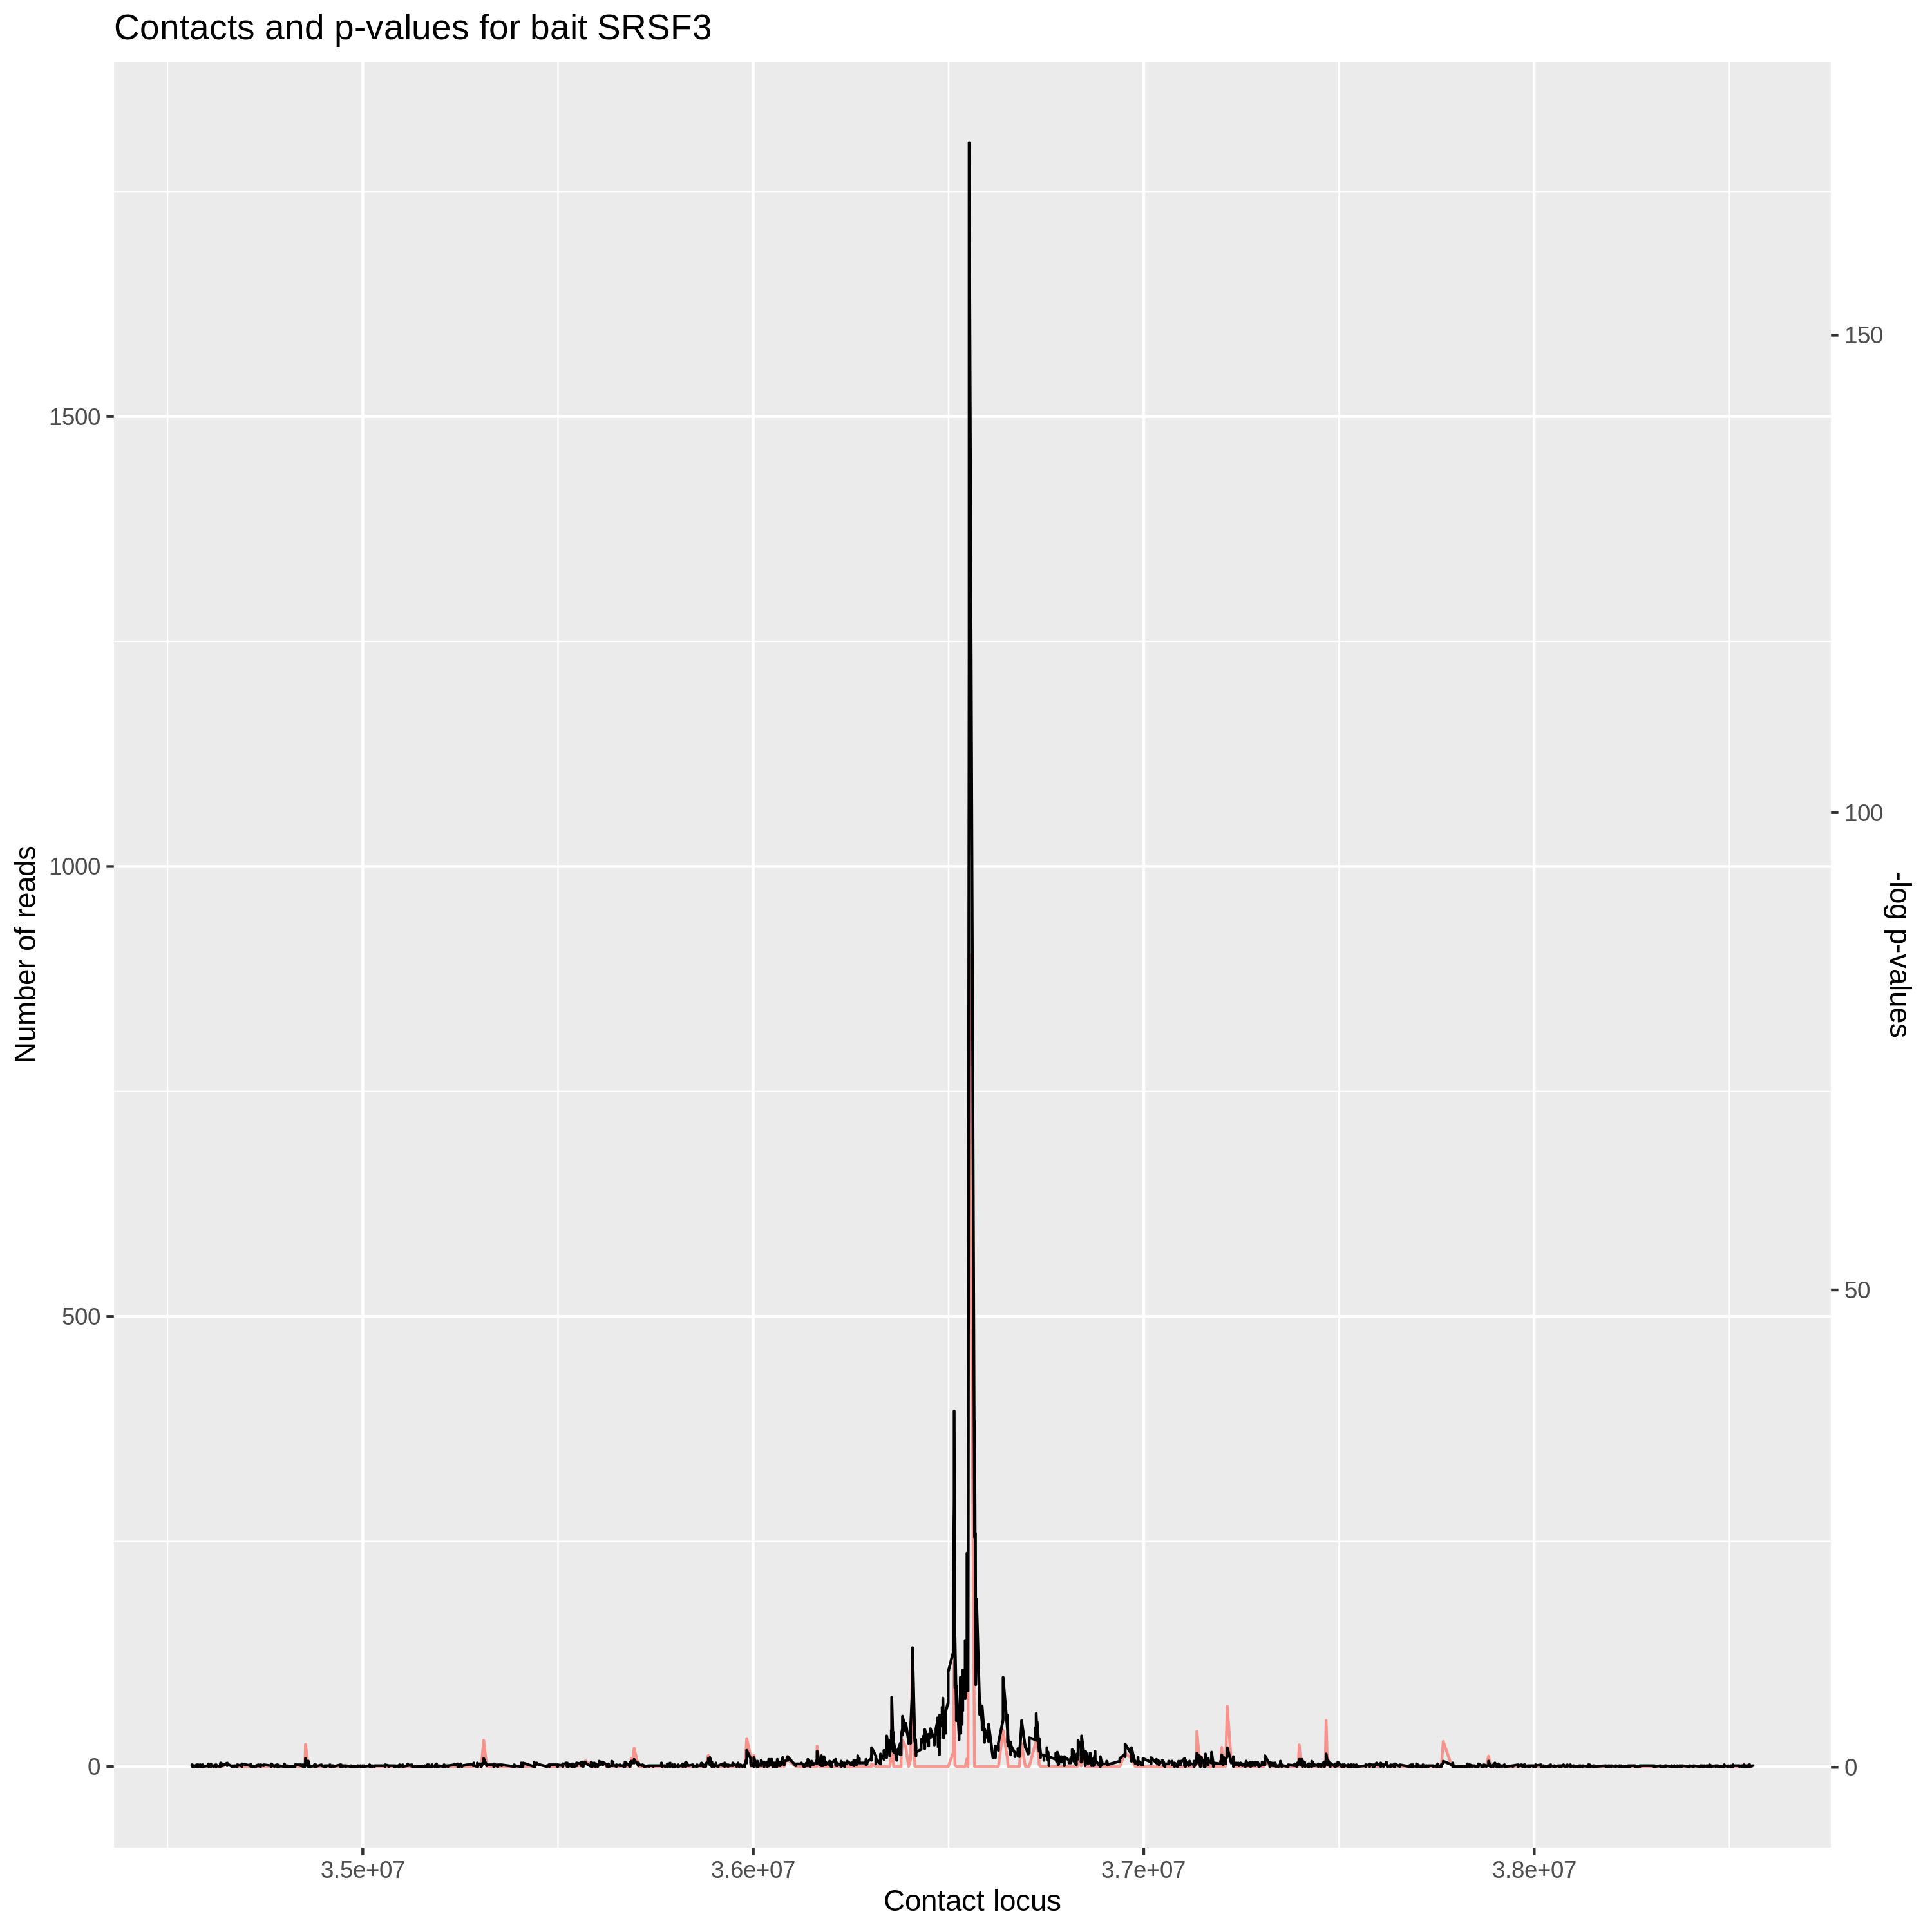 Contacts and p-values for bait SRSF3
Number of reads
1500
1000
500
0
150
100
50
0
-log p-values
3.5e+07
3.6e+07
3.7e+07
3.8e+07
Contact locus